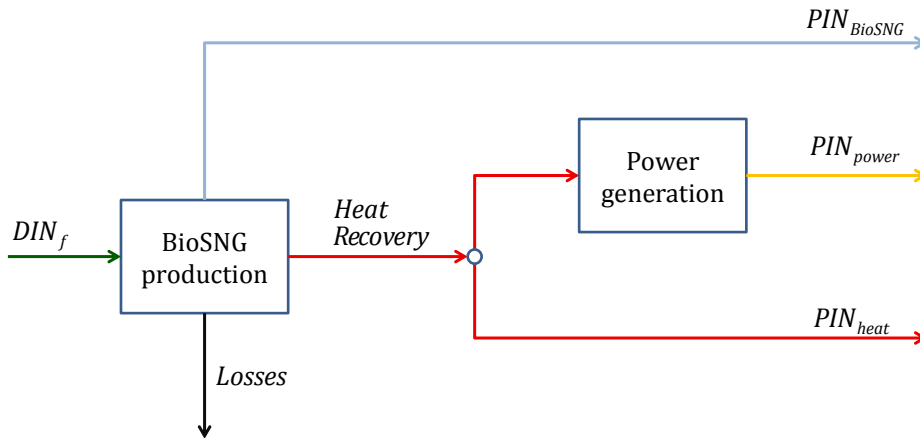 PIN_BioSNG
Power
generation
PIN_power
DIN_f
BioSNG
production
Heat
Recovery
PIN_heat
Losses